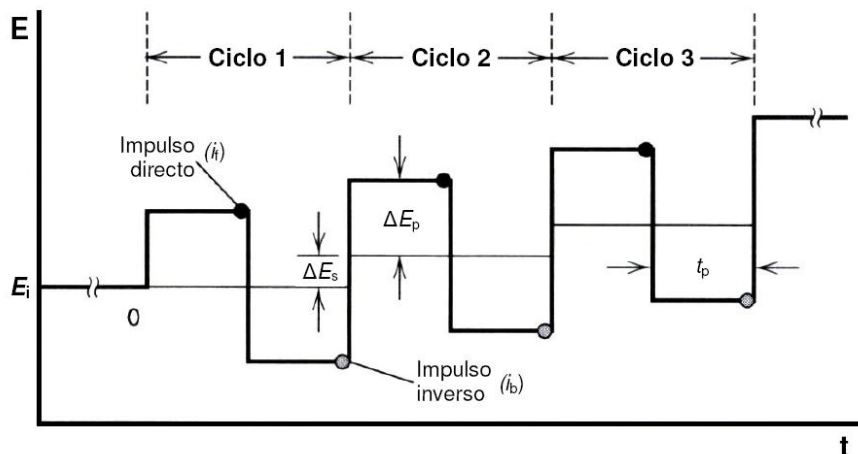 E
Ciclo 1
Ciclo 2
Ciclo 3
Impulso
directo
(if)
ΔEp
ΔEs
tp
Ei
0
Impulso
inverso
(ib)
t